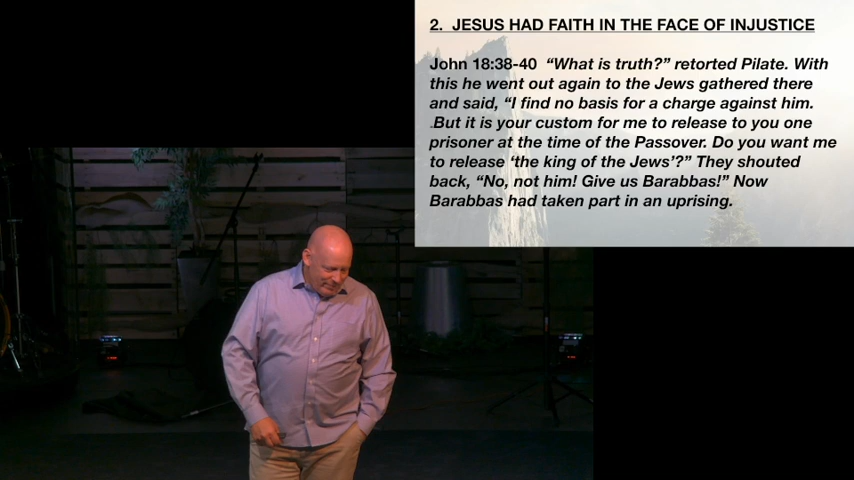 2. JESUS HAD FAITH IN THE FACE OF INJUSTICE
John 18:38-40 “What is truth?” retorted Pilate. With
this he went out again to the Jews gathered there
and said, “I find no basis for a charge against him.
But it is your custom for me to release to you one
prisoner at the time of the Passover. Do you want me
to release ‘the king of the Jews’?” They shouted
back, “No, not him! Give us Barabbas!” Now
Barabbas had taken part in an uprising.